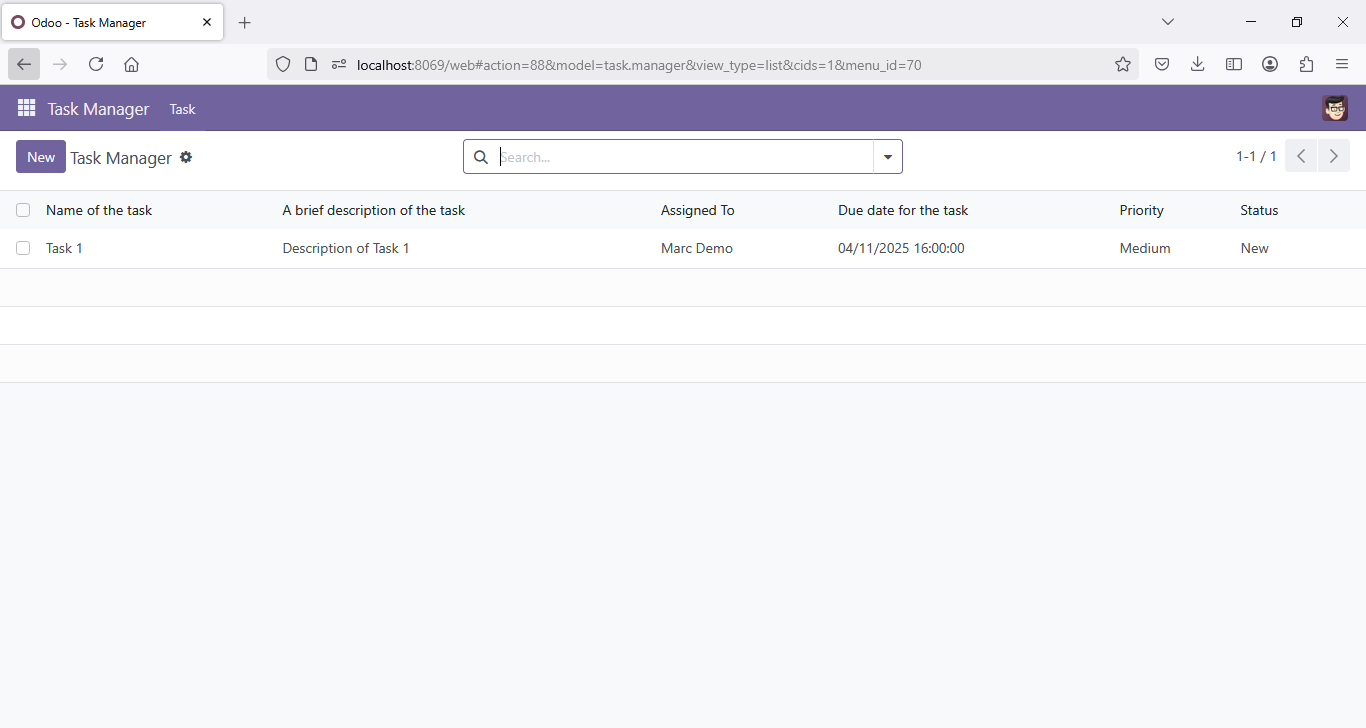 Odoo - Task Manager
localhost:8069/web#action=88&model=task.manager&view_type=list&cids=1&menu_id=70
Task Manager Task
New Task Manager Search... 1-1 / 1
Name of the task A brief description of the task Assigned To Due date for the task Priority Status
Task 1 Description of Task 1 Marc Demo 04/11/2025 16:00:00 Medium New